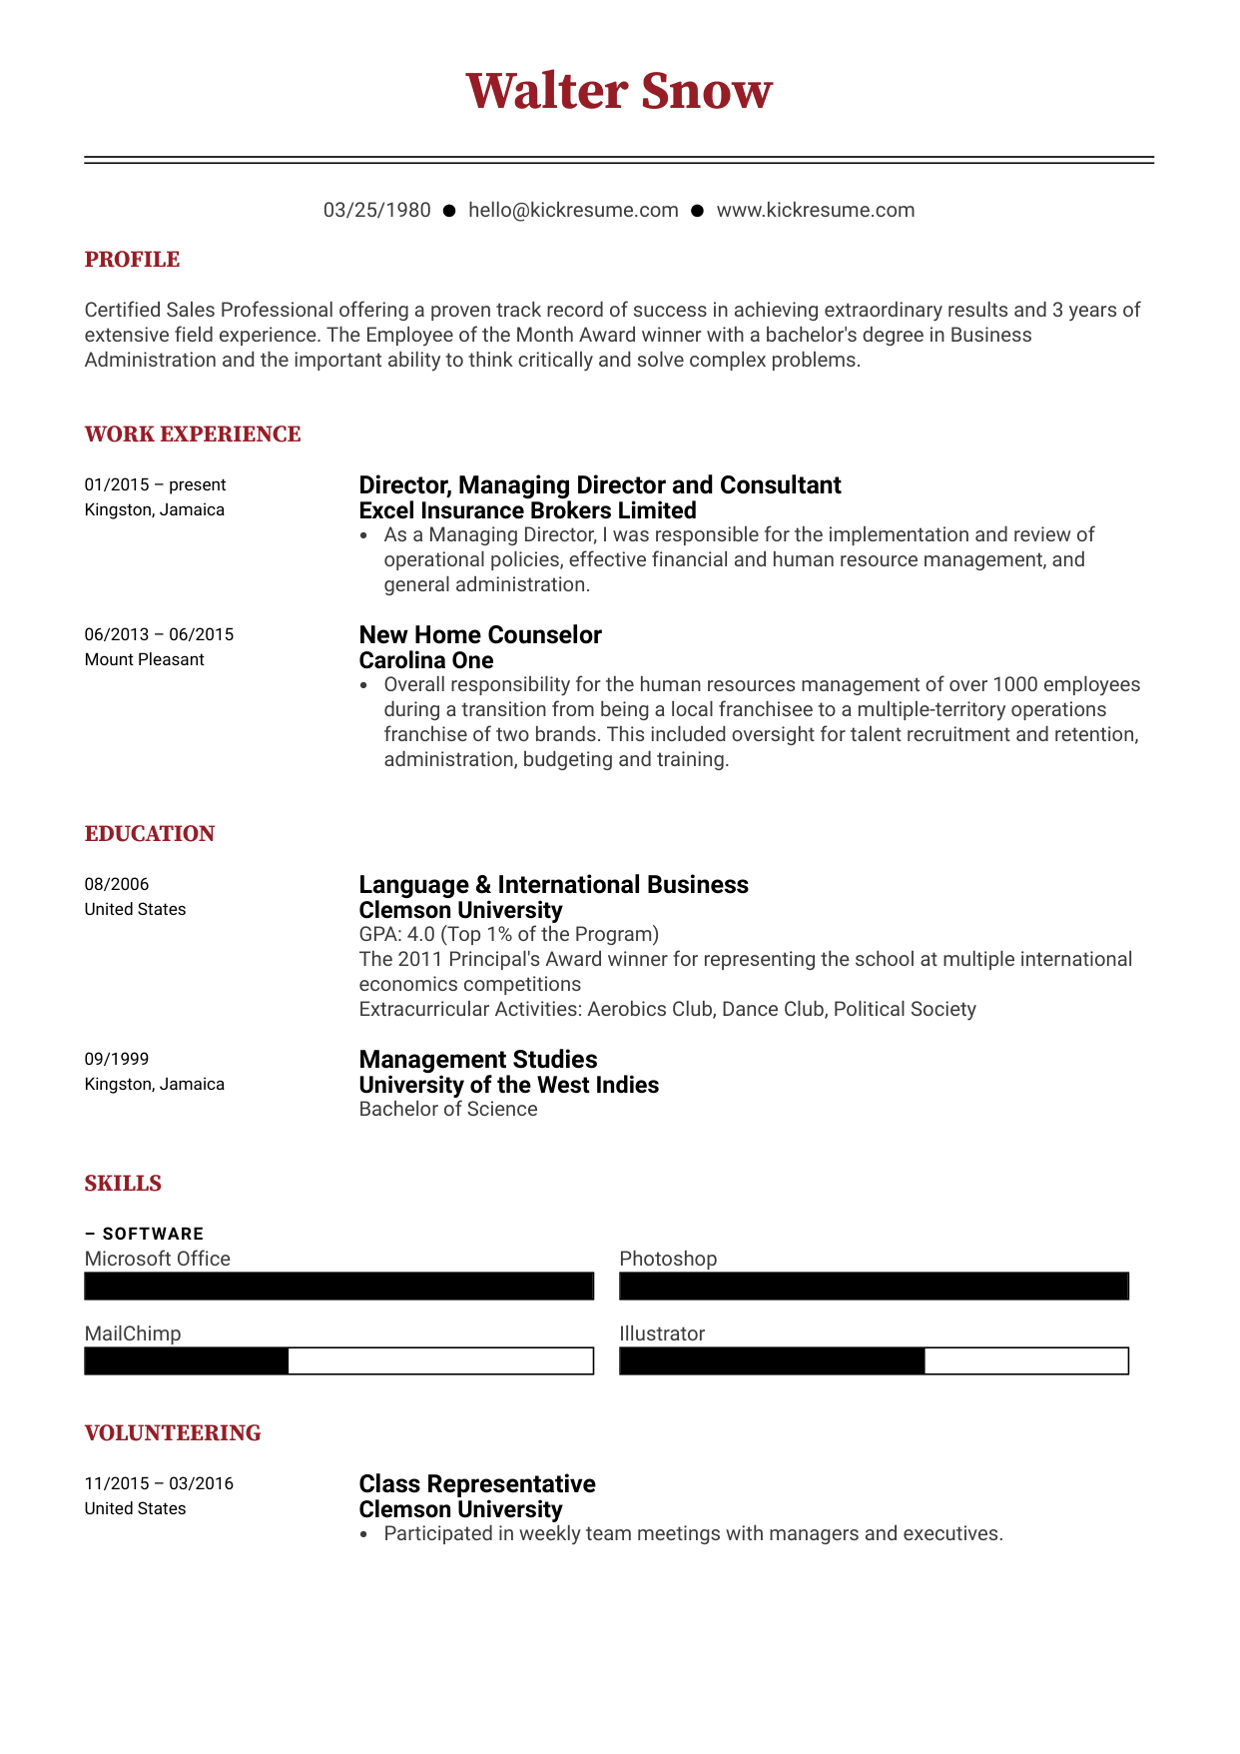 Walter Snow
03/25/1980 ● hello@kickresume.com ● www.kickresume.com
PROFILE
Certified Sales Professional offering a proven track record of success in achieving extraordinary results and 3 years of
extensive field experience. The Employee of the Month Award winner with a bachelor's degree in Business
Administration and the important ability to think critically and solve complex problems.
WORK EXPERIENCE
01/2015 – present
Kingston, Jamaica
Director, Managing Director and Consultant
Excel Insurance Brokers Limited
• As a Managing Director, I was responsible for the implementation and review of
operational policies, effective financial and human resource management, and
general administration.
06/2013 – 06/2015
Mount Pleasant
New Home Counselor
Carolina One
• Overall responsibility for the human resources management of over 1000 employees
during a transition from being a local franchisee to a multiple-territory operations
franchise of two brands. This included oversight for talent recruitment and retention,
administration, budgeting and training.
EDUCATION
08/2006
United States
Language & International Business
Clemson University
GPA: 4.0 (Top 1% of the Program)
The 2011 Principal's Award winner for representing the school at multiple international
economics competitions
Extracurricular Activities: Aerobics Club, Dance Club, Political Society
09/1999
Kingston, Jamaica
Management Studies
University of the West Indies
Bachelor of Science
SKILLS
– SOFTWARE
Microsoft Office
Photoshop
MailChimp
Illustrator
VOLUNTEERING
11/2015 – 03/2016
United States
Class Representative
Clemson University
• Participated in weekly team meetings with managers and executives.